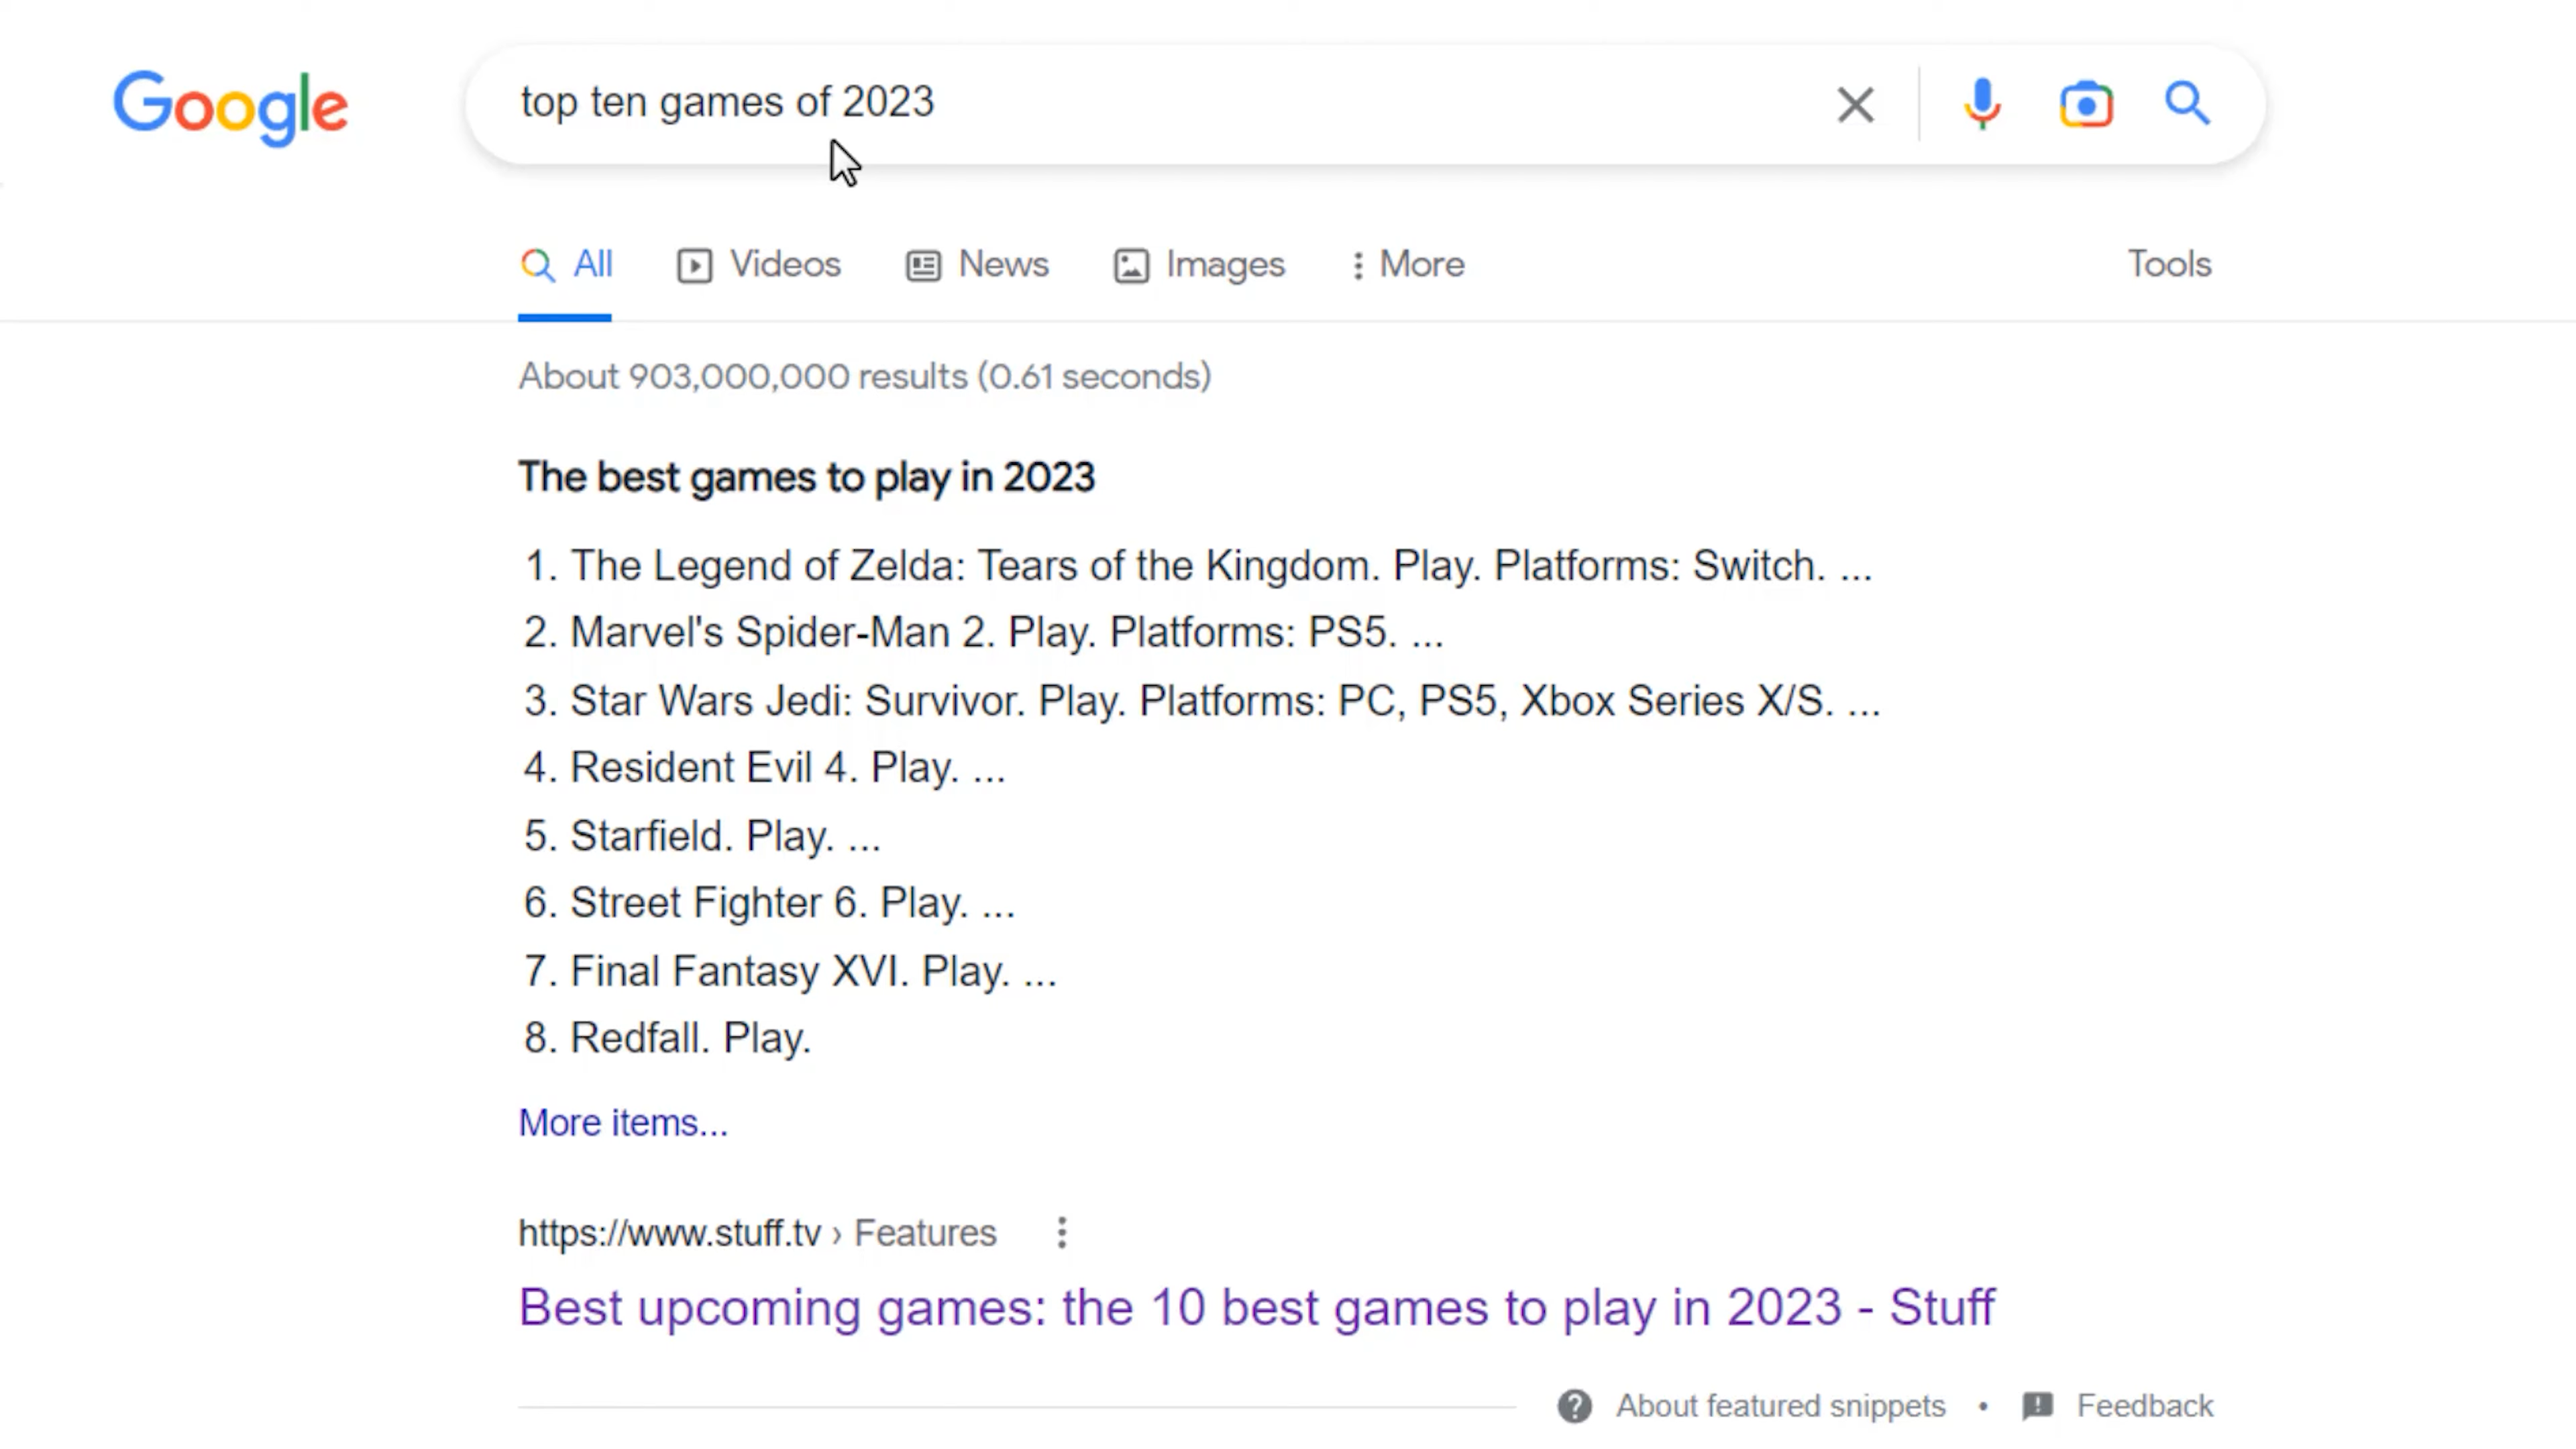 Google
top ten games of 2023
All Videos News Images More Tools
About 903,000,000 results (0.61 seconds)
The best games to play in 2023
1. The Legend of Zelda: Tears of the Kingdom. Play. Platforms: Switch. ...
2. Marvel's Spider-Man 2. Play. Platforms: PS5. ...
3. Star Wars Jedi: Survivor. Play. Platforms: PC, PS5, Xbox Series X/S. ...
4. Resident Evil 4. Play. ...
5. Starfield. Play. ...
6. Street Fighter 6. Play. ...
7. Final Fantasy XVI. Play. ...
8. Redfall. Play.
More items...
https://www.stuff.tv › Features
Best upcoming games: the 10 best games to play in 2023 - Stuff
About featured snippets • Feedback